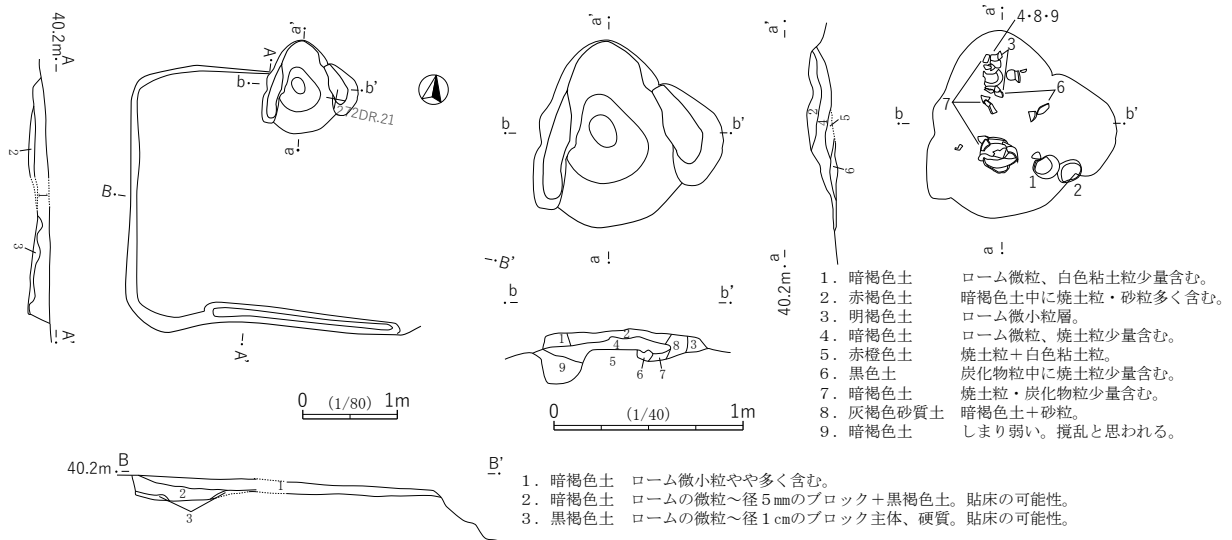 40.2m
A
A'
2
1
3
a'
A
b
b'
272DR.21
a
B
B'
A'
0 (1/80) 1m
a'
b
b'
a
b b'
1 2 8 3
4
9 5 6 7
0 (1/40) 1m
a'
2
4
5
6
a
40.2m
a'
4・8・9
3
6
7
b
b'
1
2
a
1．暗褐色土　ローム微粒、白色粘土粒少量含む。
2．赤褐色土　暗褐色土中に焼土粒・砂粒多く含む。
3．明褐色土　ローム微小粒層。
4．暗褐色土　ローム微粒、焼土粒少量含む。
5．赤橙色土　焼土粒＋白色粘土粒。
6．黒色土　炭化物粒中に焼土粒少量含む。
7．暗褐色土　焼土粒・炭化物粒少量含む。
8．灰褐色砂質土　暗褐色土＋砂粒。
9．暗褐色土　しまり弱い。撹乱と思われる。
40.2m B B'
1
2
3
1．暗褐色土　ローム微小粒やや多く含む。
2．暗褐色土　ロームの微粒～径５㎜のブロック＋黒褐色土。貼床の可能性。
3．黒褐色土　ロームの微粒～径１㎝のブロック主体、硬質。貼床の可能性。